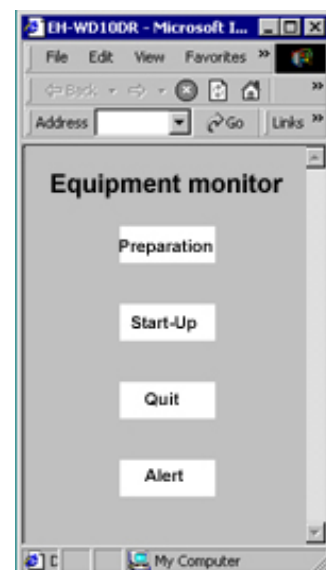 EH-WD10DR - Microsoft I...
File Edit View Favorites »
Back »
Address Go Links »
Equipment monitor
Preparation
Start-Up
Quit
Alert
My Computer